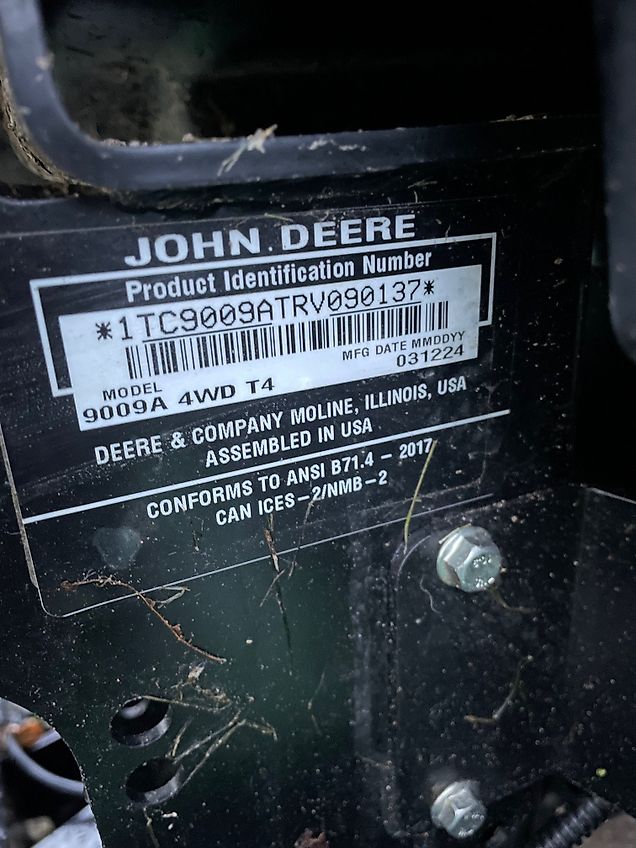 JOHN DEERE
Product Identification Number
*1TC9009ATRV090137*
MFG DATE MMDDYY
031224
MODEL
9009A 4WD T4
DEERE & COMPANY MOLINE, ILLINOIS, USA
ASSEMBLED IN USA
CONFORMS TO ANSI B71.4 - 2017
CAN ICES-2/NMB-2